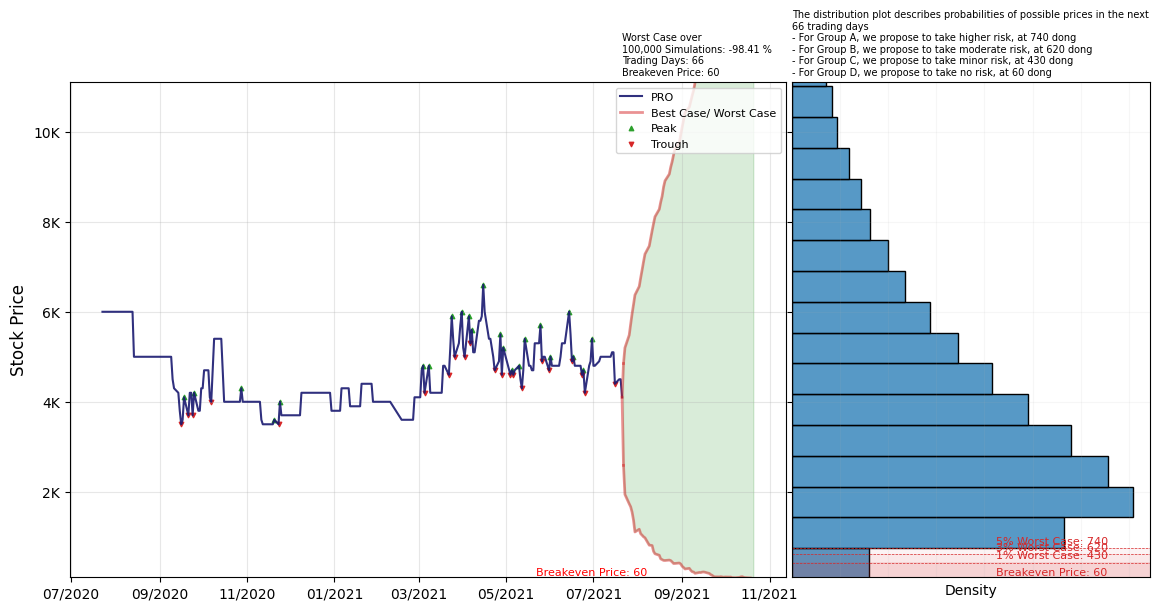 The distribution plot describes probabilities of possible prices in the next
66 trading days
- For Group A, we propose to take higher risk, at 740 dong
- For Group B, we propose to take moderate risk, at 620 dong
- For Group C, we propose to take minor risk, at 430 dong
- For Group D, we propose to take no risk, at 60 dong
Worst Case over
100,000 Simulations: -98.41 %
Trading Days: 66
Breakeven Price: 60
PRO
Best Case/ Worst Case
Peak
Trough
10K
8K
6K
4K
2K
Stock Price
5% Worst Case: 740
Worst Case: 620
1% Worst Case: 430
Breakeven Price: 60
Breakeven Price: 60
07/2020
09/2020
11/2020
01/2021
03/2021
05/2021
07/2021
09/2021
11/2021
Density